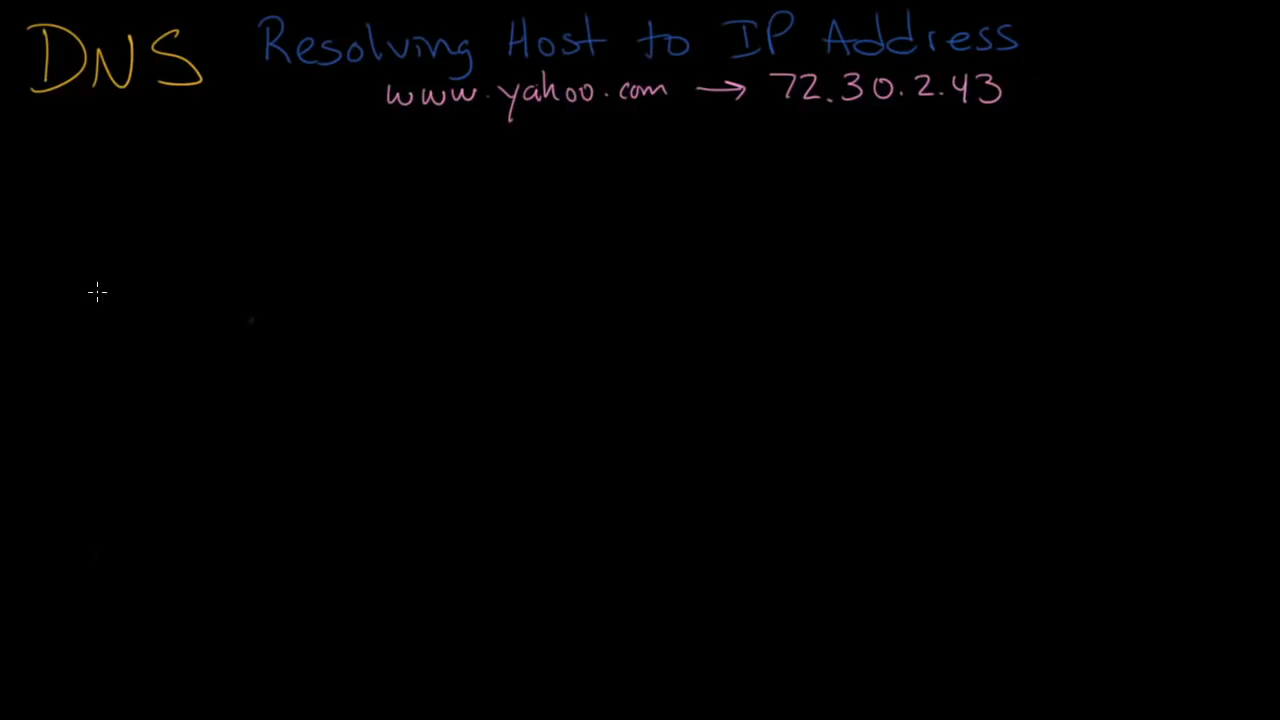 DNS Resolving Host to IP Address
www.yahoo.com → 72.30.2.43